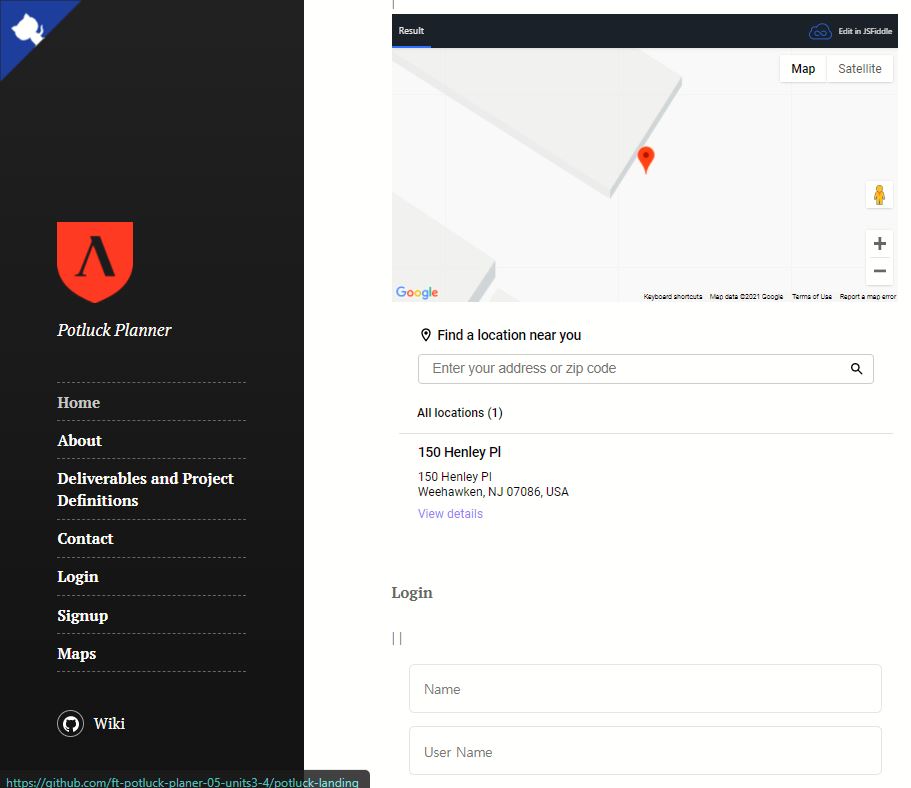 Potluck Planner
Home
About
Deliverables and Project
Definitions
Contact
Login
Signup
Maps
Wiki
https://github.com/ft-potluck-planer-05-units3-4/potluck-landing
|
Result
Edit in JSFiddle
Map
Satellite
Google
Keyboard shortcuts
Map data ©2021 Google
Terms of Use
Report a map error
Find a location near you
Enter your address or zip code
All locations (1)
150 Henley Pl
150 Henley Pl
Weehawken, NJ 07086, USA
View details
Login
| |
Name
User Name